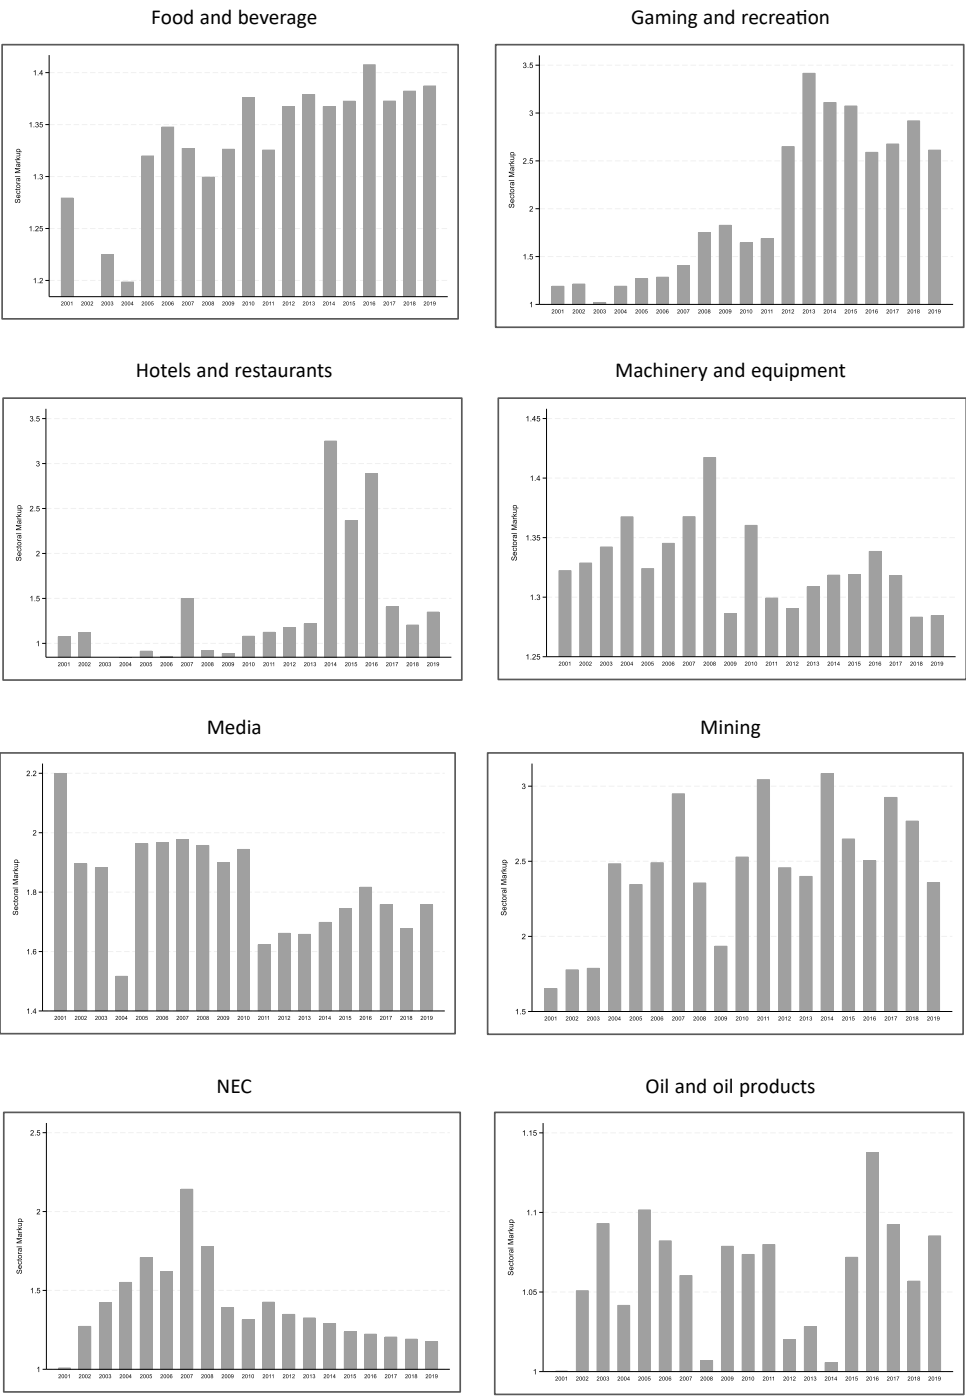 Food and beverage
Sectoral Markup
1.4
1.35
1.3
1.25
1.2
2001 2002 2003 2004 2005 2006 2007 2008 2009 2010 2011 2012 2013 2014 2015 2016 2017 2018 2019
Gaming and recreation
Sectoral Markup
3.5
3
2.5
2
1.5
1
2001 2002 2003 2004 2005 2006 2007 2008 2009 2010 2011 2012 2013 2014 2015 2016 2017 2018 2019
Hotels and restaurants
Sectoral Markup
3.5
3
2.5
2
1.5
1
2001 2002 2003 2004 2005 2006 2007 2008 2009 2010 2011 2012 2013 2014 2015 2016 2017 2018 2019
Machinery and equipment
Sectoral Markup
1.45
1.4
1.35
1.3
1.25
2001 2002 2003 2004 2005 2006 2007 2008 2009 2010 2011 2012 2013 2014 2015 2016 2017 2018 2019
Media
Sectoral Markup
2.2
2
1.8
1.6
1.4
2001 2002 2003 2004 2005 2006 2007 2008 2009 2010 2011 2012 2013 2014 2015 2016 2017 2018 2019
Mining
Sectoral Markup
3
2.5
2
1.5
2001 2002 2003 2004 2005 2006 2007 2008 2009 2010 2011 2012 2013 2014 2015 2016 2017 2018 2019
NEC
Sectoral Markup
2.5
2
1.5
1
2001 2002 2003 2004 2005 2006 2007 2008 2009 2010 2011 2012 2013 2014 2015 2016 2017 2018 2019
Oil and oil products
Sectoral Markup
1.15
1.1
1.05
1
2001 2002 2003 2004 2005 2006 2007 2008 2009 2010 2011 2012 2013 2014 2015 2016 2017 2018 2019